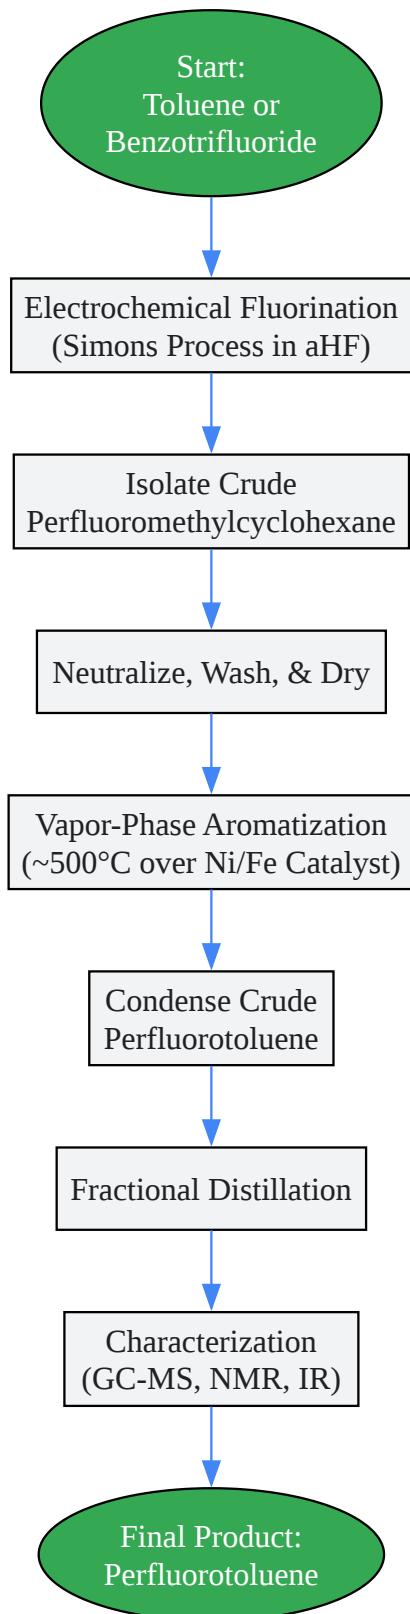 Start:
Toluene or
Benzotrifluoride
Electrochemical Fluorination
(Simons Process in aHF)
Isolate Crude
Perfluoromethylcyclohexane
Neutralize, Wash, & Dry
Vapor-Phase Aromatization
(~500°C over Ni/Fe Catalyst)
Condense Crude
Perfluorotoluene
Fractional Distillation
Characterization
(GC-MS, NMR, IR)
Final Product:
Perfluorotoluene